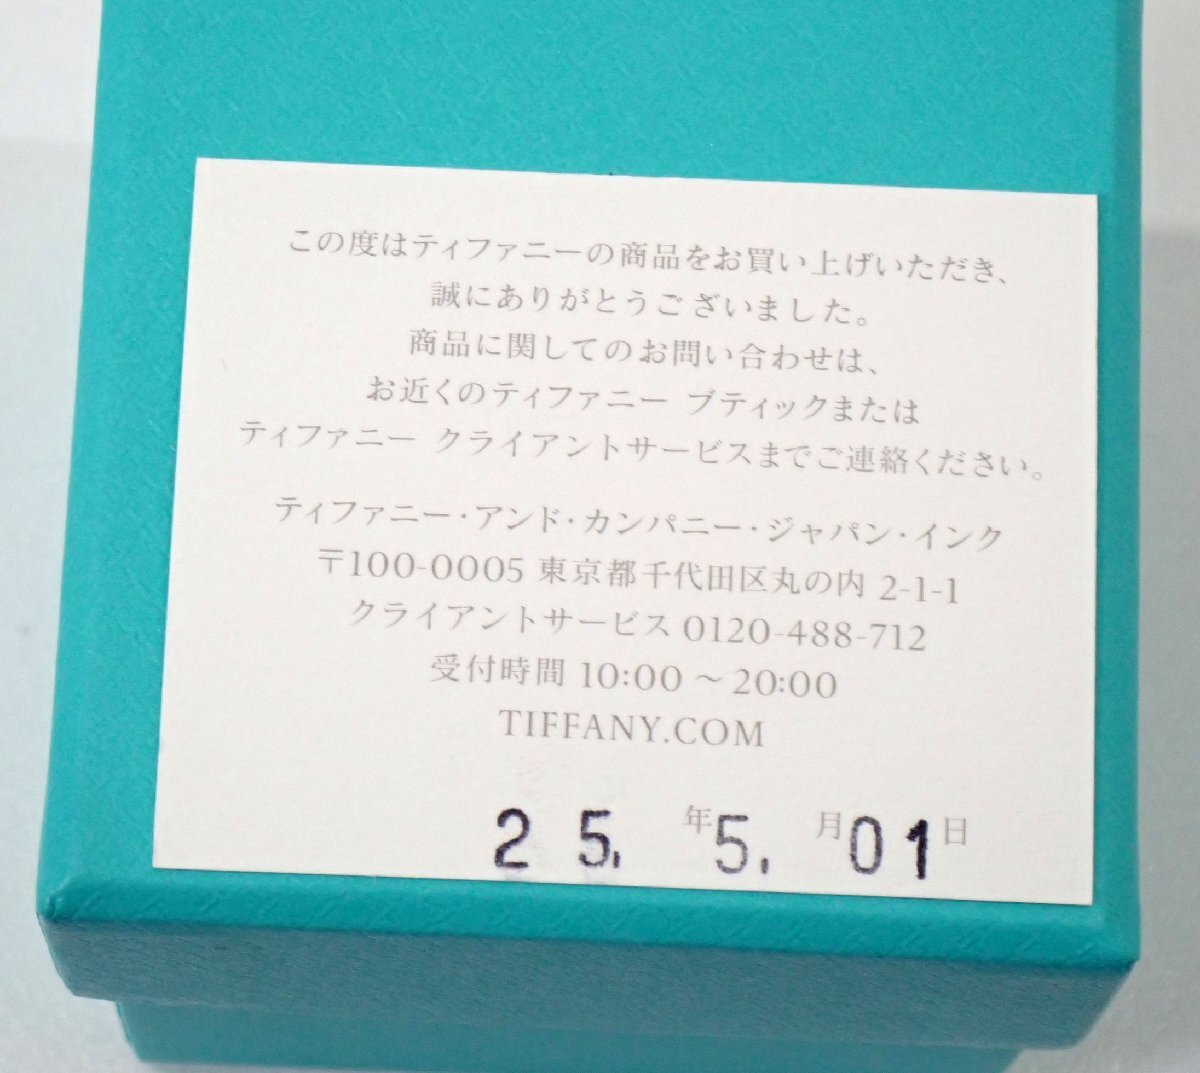 この度はティファニーの商品をお買い上げいただき、
誠にありがとうございました。
商品に関してのお問い合わせは、
お近くのティファニー ブティックまたは
ティファニー クライアントサービスまでご連絡ください。
ティファニー・アンド・カンパニー・ジャパン・インク
〒100-0005 東京都千代田区丸の内 2-1-1
クライアントサービス 0120-488-712
受付時間 10:00 ～ 20:00
TIFFANY.COM
25. 年 5. 月 01 日